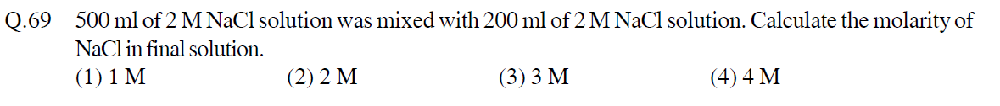 Q.69 500 ml of 2 M NaCl solution was mixed with 200 ml of 2 M NaCl solution. Calculate the molarity of
NaCl in final solution.
(1) 1 M (2) 2 M (3) 3 M (4) 4 M